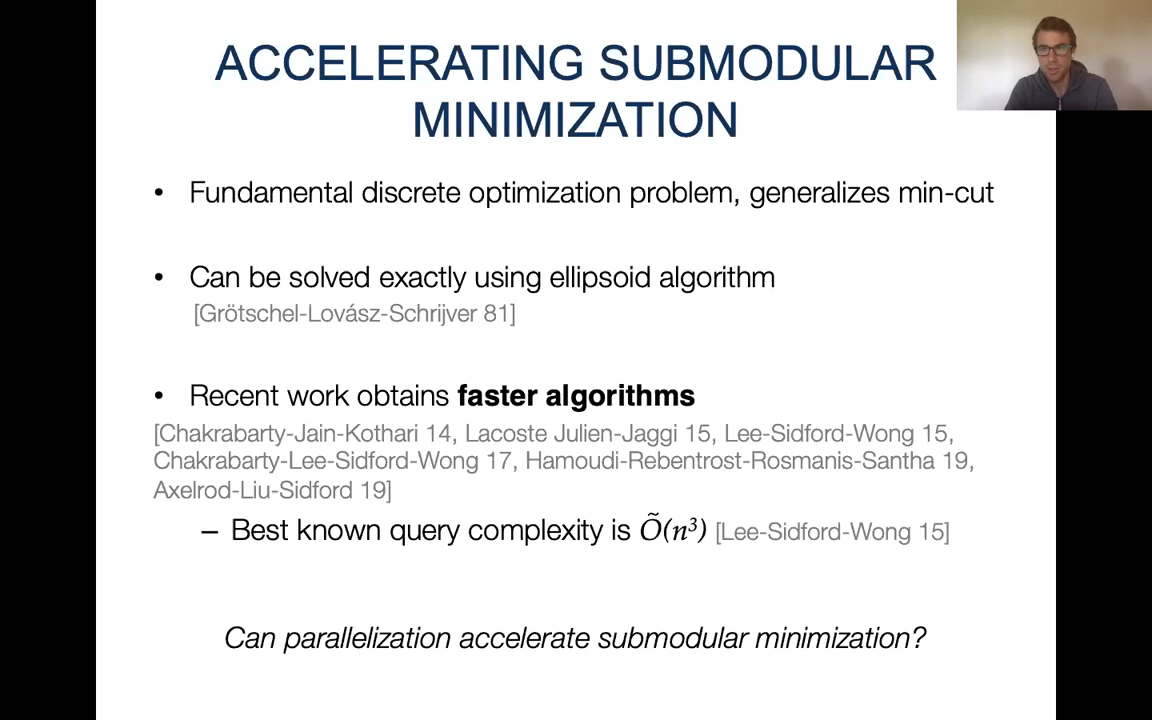 ACCELERATING SUBMODULAR
MINIMIZATION
• Fundamental discrete optimization problem, generalizes min-cut
• Can be solved exactly using ellipsoid algorithm
[Grötschel-Lovász-Schrijver 81]
• Recent work obtains faster algorithms
[Chakrabarty-Jain-Kothari 14, Lacoste Julien-Jaggi 15, Lee-Sidford-Wong 15,
Chakrabarty-Lee-Sidford-Wong 17, Hamoudi-Rebentrost-Rosmanis-Santha 19,
Axelrod-Liu-Sidford 19]
– Best known query complexity is Õ(n³) [Lee-Sidford-Wong 15]
Can parallelization accelerate submodular minimization?